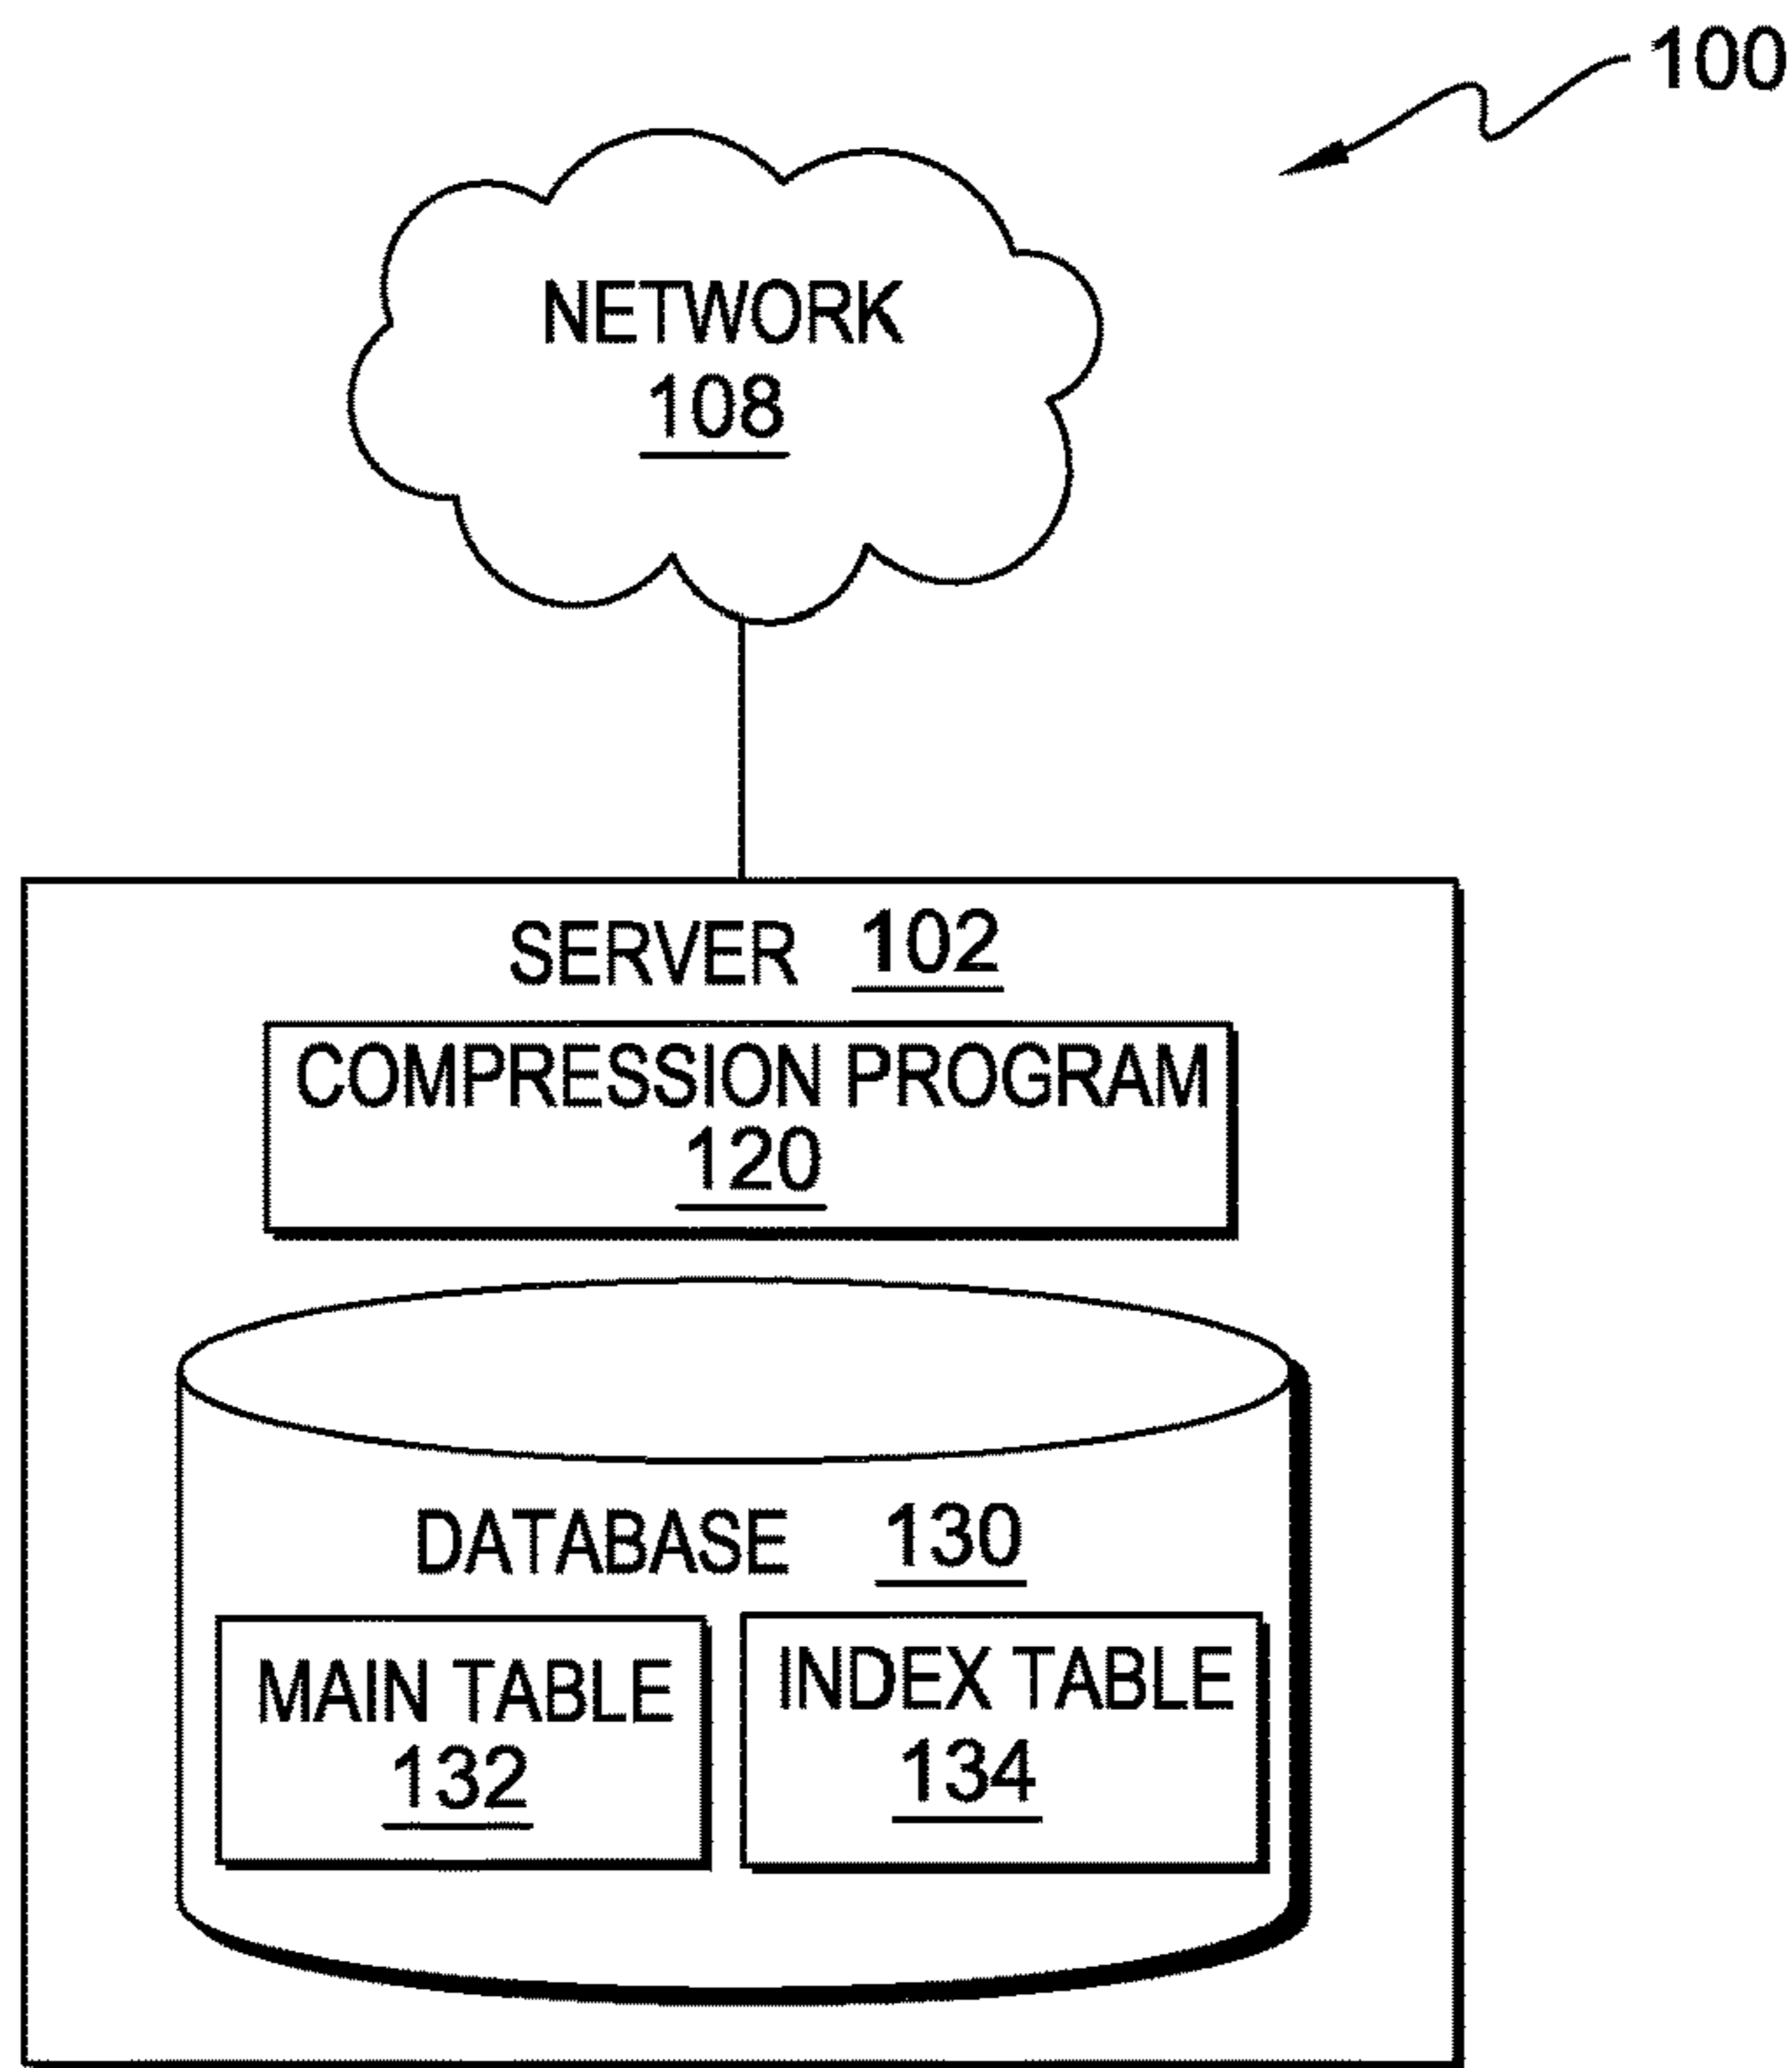 100
NETWORK
108
SERVER 102
COMPRESSION PROGRAM
120
DATABASE 130
MAIN TABLE
132
INDEX TABLE
134